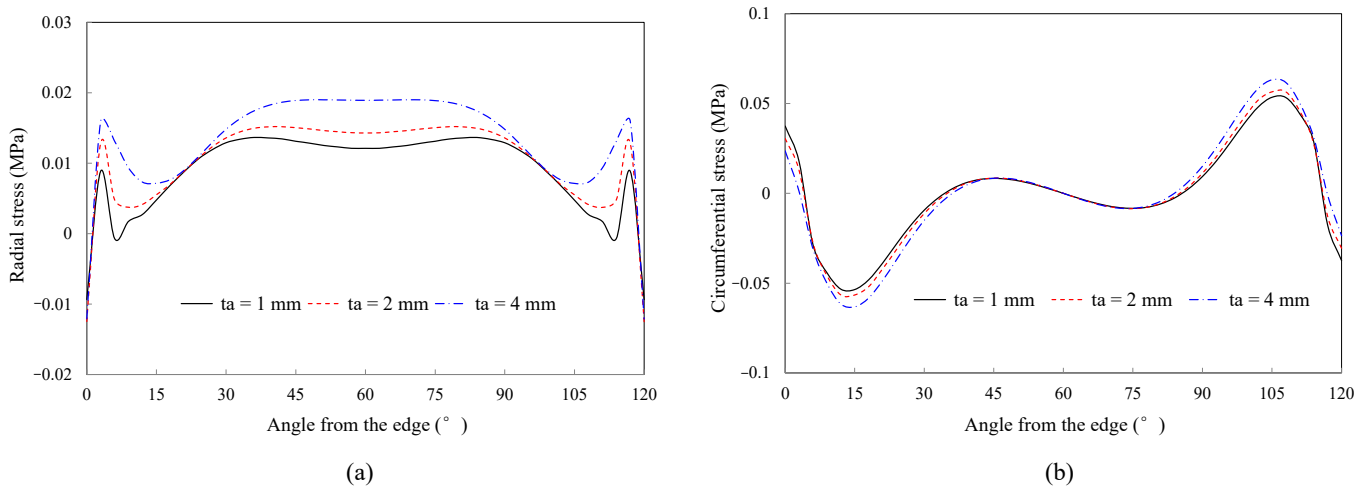 0.03
0.02
0.01
0
−0.01
−0.02
Radial stress (MPa)
ta = 1 mm
ta = 2 mm
ta = 4 mm
0 15 30 45 60 75 90 105 120
Angle from the edge (° )
(a)
0.1
0.05
0
−0.05
−0.1
Circumferential stress (MPa)
ta = 1 mm
ta = 2 mm
ta = 4 mm
0 15 30 45 60 75 90 105 120
Angle from the edge (° )
(b)